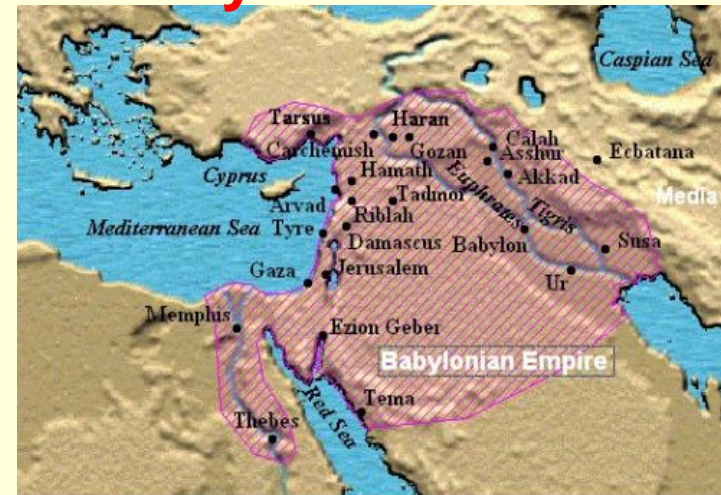 Caspian Sea
Tarsus
Haran
Carchemish
Gozan
Calah
Asshur
Ecbatana
Cyprus
Hamath
Akkad
Media
Arvad
Tadmor
Euphrates
Tigris
Riblah
Mediterranean Sea
Tyre
Damascus
Babylon
Susa
Gaza
Jerusalem
Ur
Memphis
Ezion Geber
Babylonian Empire
Red Sea
Tema
Thebes